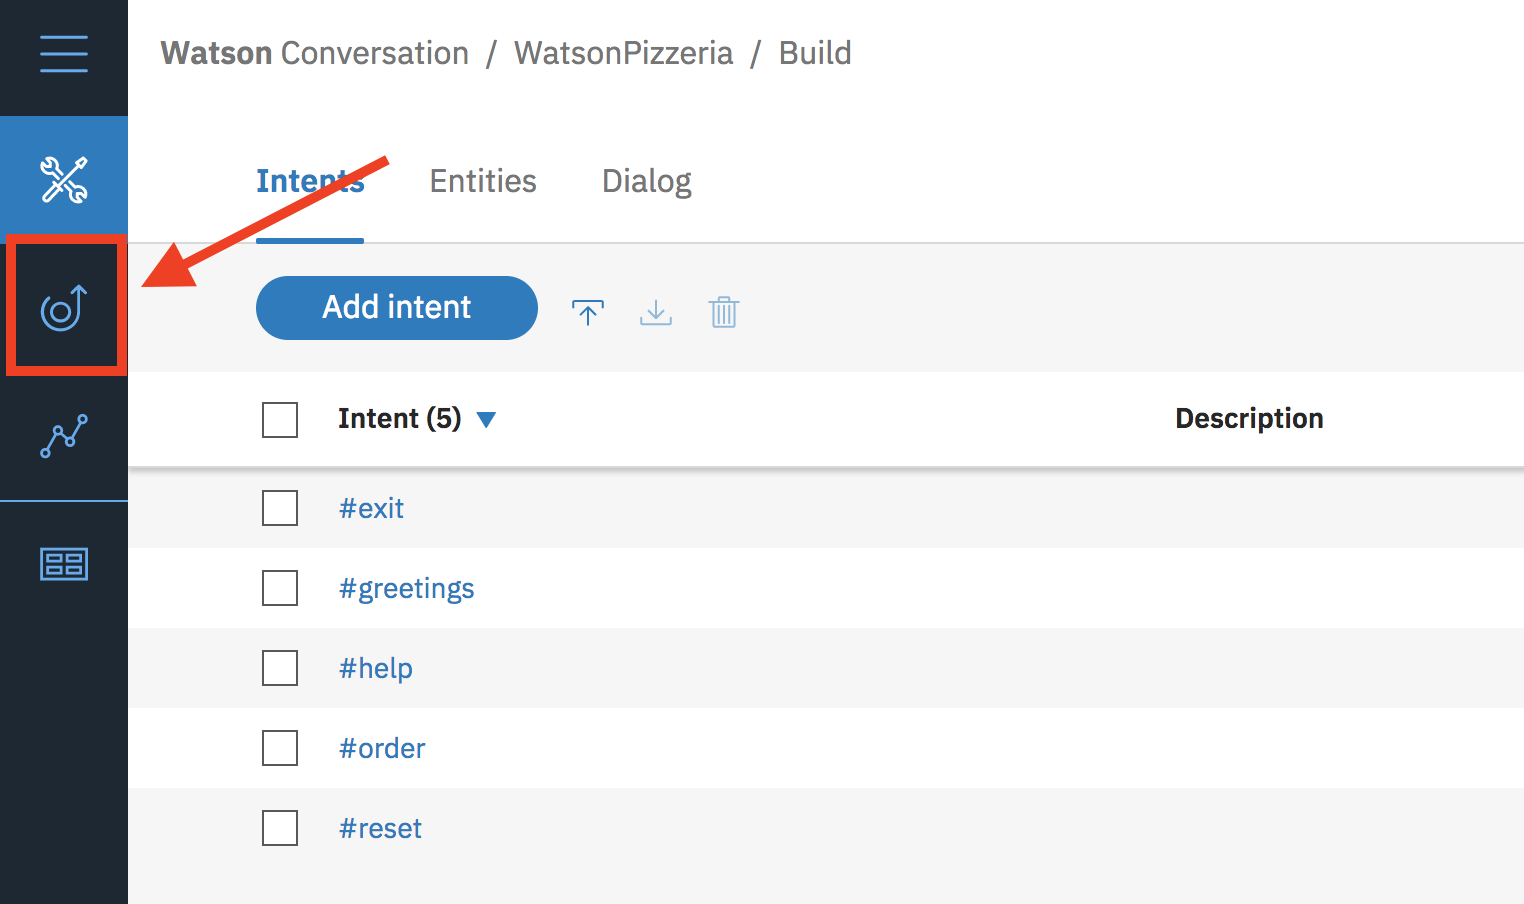 Watson Conversation / WatsonPizzeria / Build
Intents Entities Dialog
Add intent
Intent (5) Description
#exit
#greetings
#help
#order
#reset